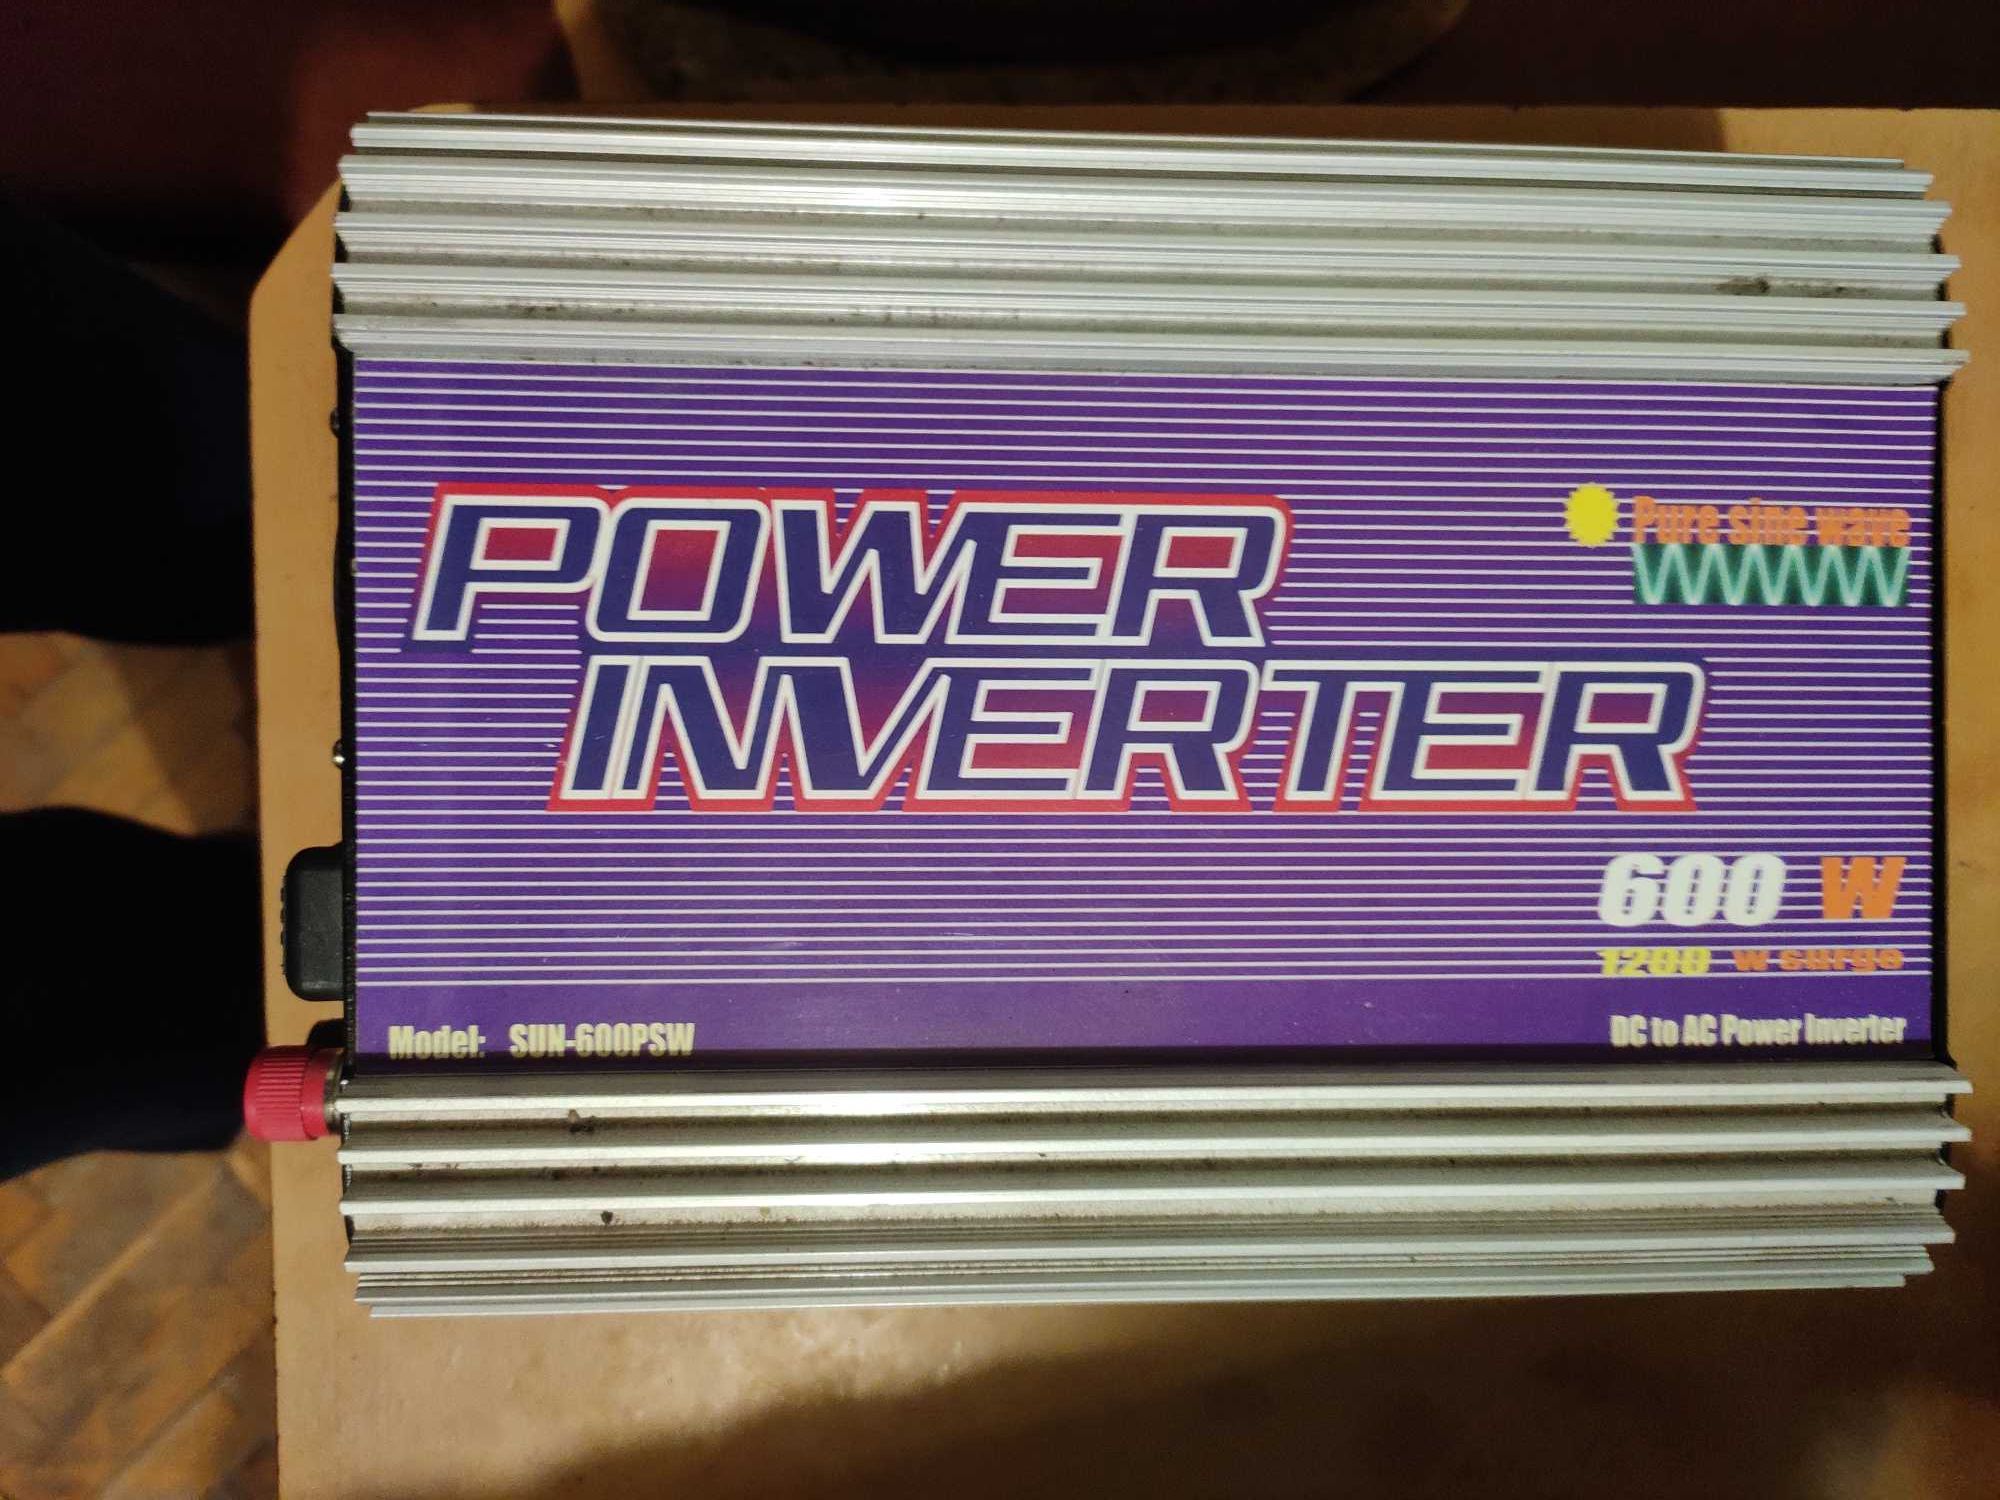 POWER
INVERTER
Pure sine wave
600 W
1200 w surge
Model: SUN-600PSW
DC to AC Power Inverter